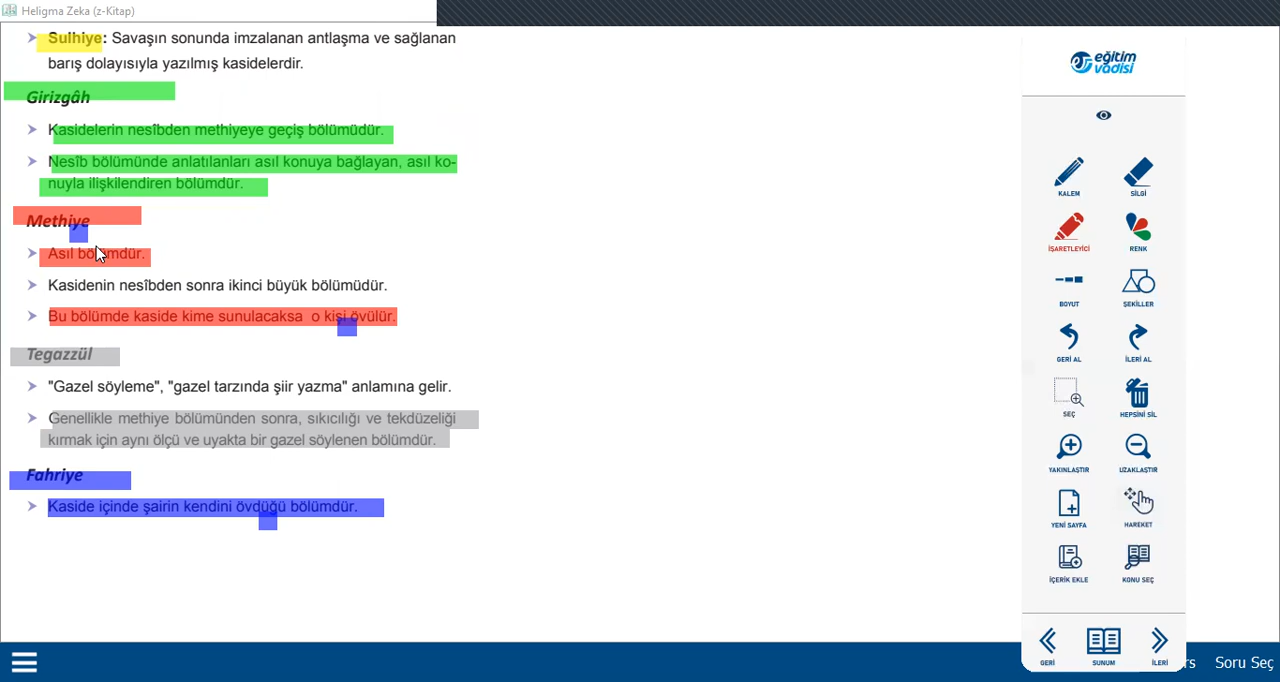 Heligma Zeka (z-Kitap)
Sulhiye: Savaşın sonunda imzalanan antlaşma ve sağlanan
barış dolayısıyla yazılmış kasidelerdir.
Girizgâh
Kasidelerin nesîbden methiyeye geçiş bölümüdür.
Nesîb bölümünde anlatılanları asıl konuya bağlayan, asıl ko-
nuyla ilişkilendiren bölümdür.
Methiye
Asıl bölümdür.
Kasidenin nesîbden sonra ikinci büyük bölümüdür.
Bu bölümde kaside kime sunulacaksa o kişi övülür.
Tegazzül
"Gazel söyleme", "gazel tarzında şiir yazma" anlamına gelir.
Genellikle methiye bölümünden sonra, sıkıcılığı ve tekdüzeliği
kırmak için aynı ölçü ve uyakta bir gazel söylenen bölümdür.
Fahriye
Kaside içinde şairin kendini övdüğü bölümdür.
eğitim
vadisi
KALEM SİLGİ
İŞARETLEYİCİ RENK
BOYUT ŞEKİLLER
GERİ AL İLERİ AL
SEÇ HEPSİNİ SİL
YAKINLAŞTIR UZAKLAŞTIR
YENİ SAYFA HAREKET
İÇERİK EKLE KONU SEÇ
GERİ SUNUM İLERİ
rs Soru Seç